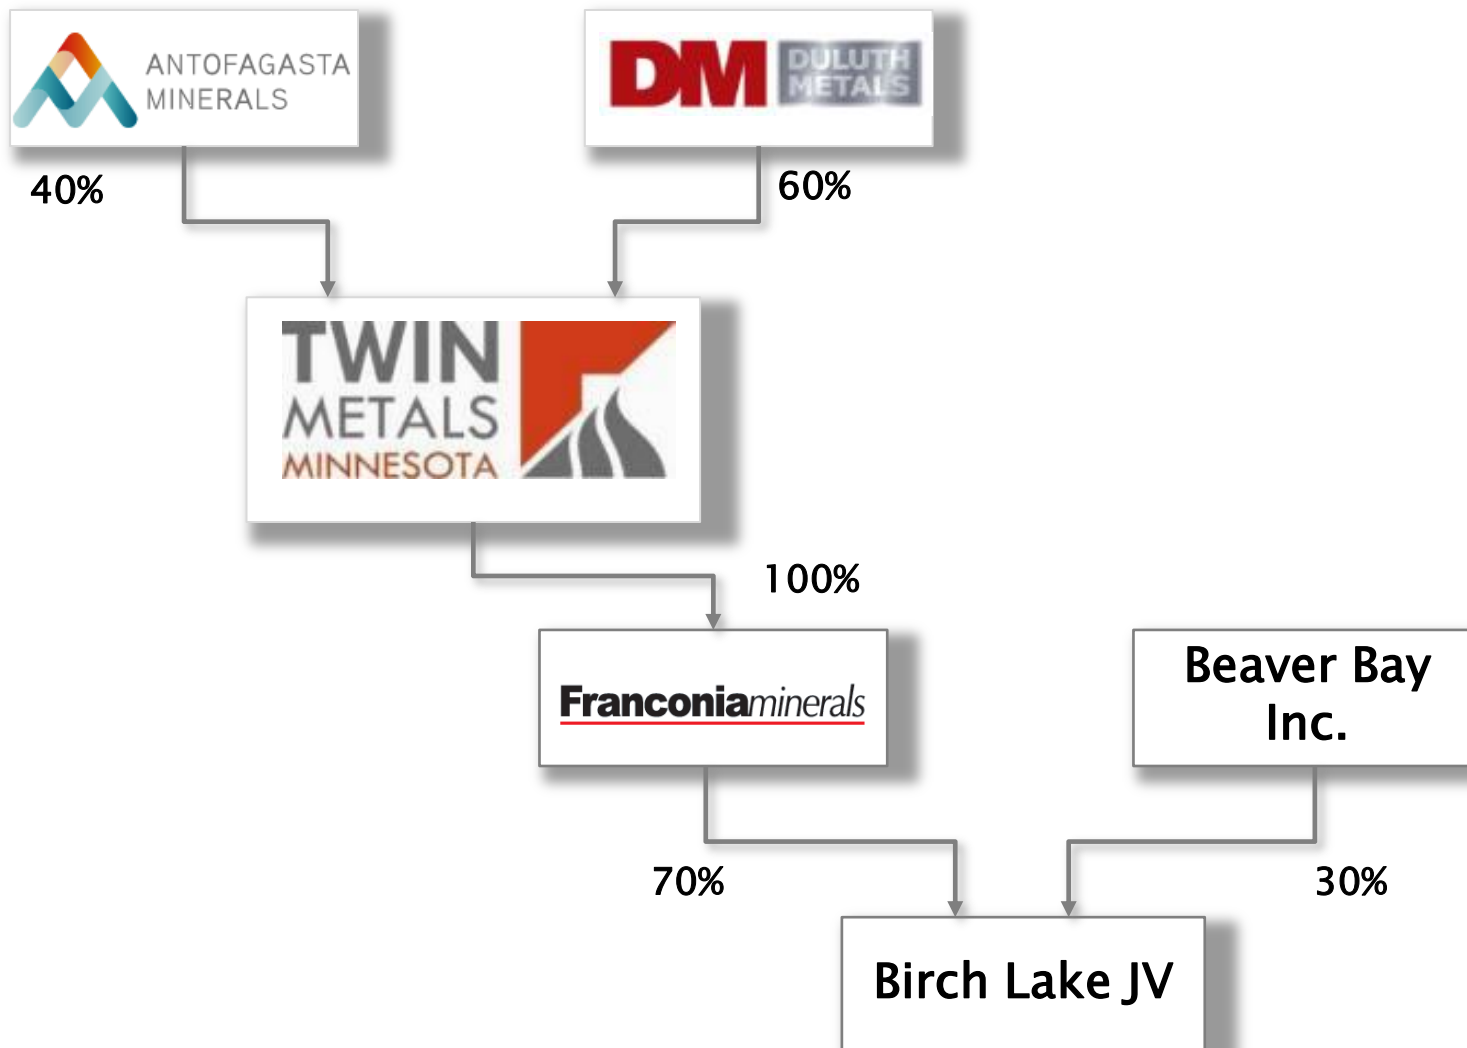 ANTOFAGASTA
MINERALS
DM
DULUTH
METALS
40%
60%
TWIN
METALS
MINNESOTA
100%
Franconiaminerals
Beaver Bay
Inc.
70%
30%
Birch Lake JV